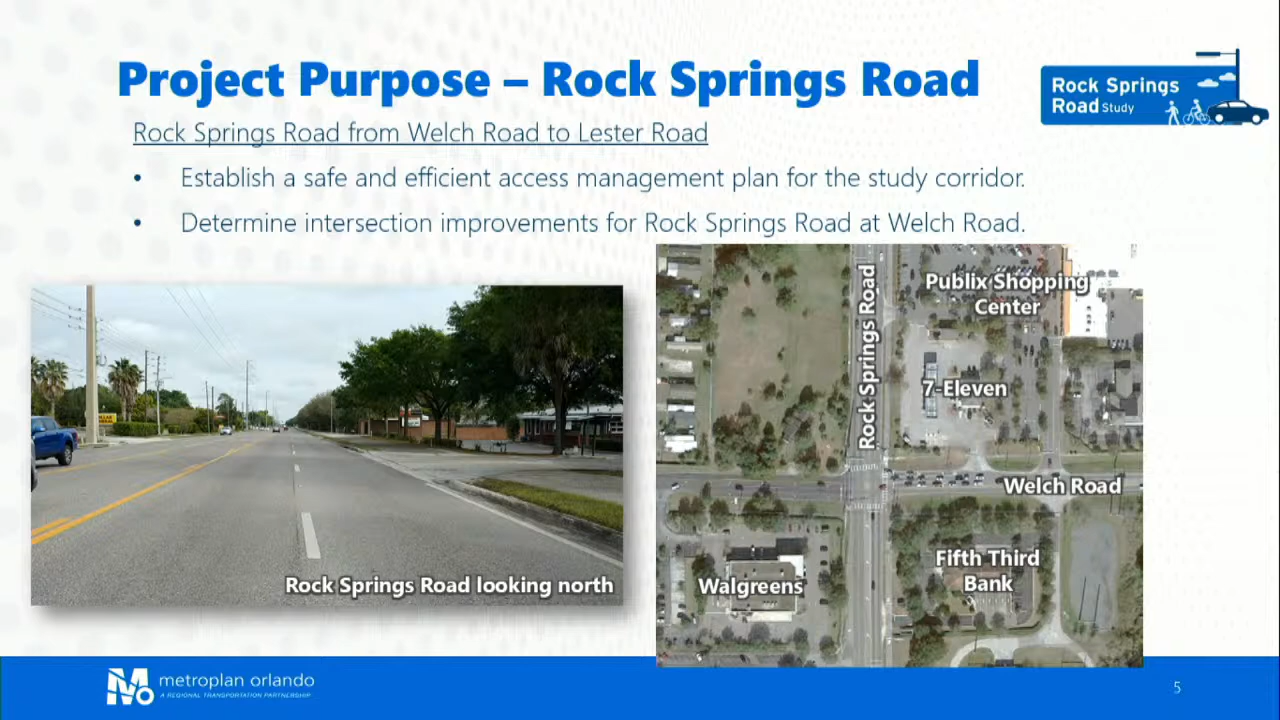 Project Purpose – Rock Springs Road
Rock Springs
Road Study
Rock Springs Road from Welch Road to Lester Road
• Establish a safe and efficient access management plan for the study corridor.
• Determine intersection improvements for Rock Springs Road at Welch Road.
Rock Springs Road looking north
Rock Springs Road
Publix Shopping
Center
7-Eleven
Welch Road
Fifth Third
Bank
Walgreens
metroplan orlando
A REGIONAL TRANSPORTATION PARTNERSHIP
5